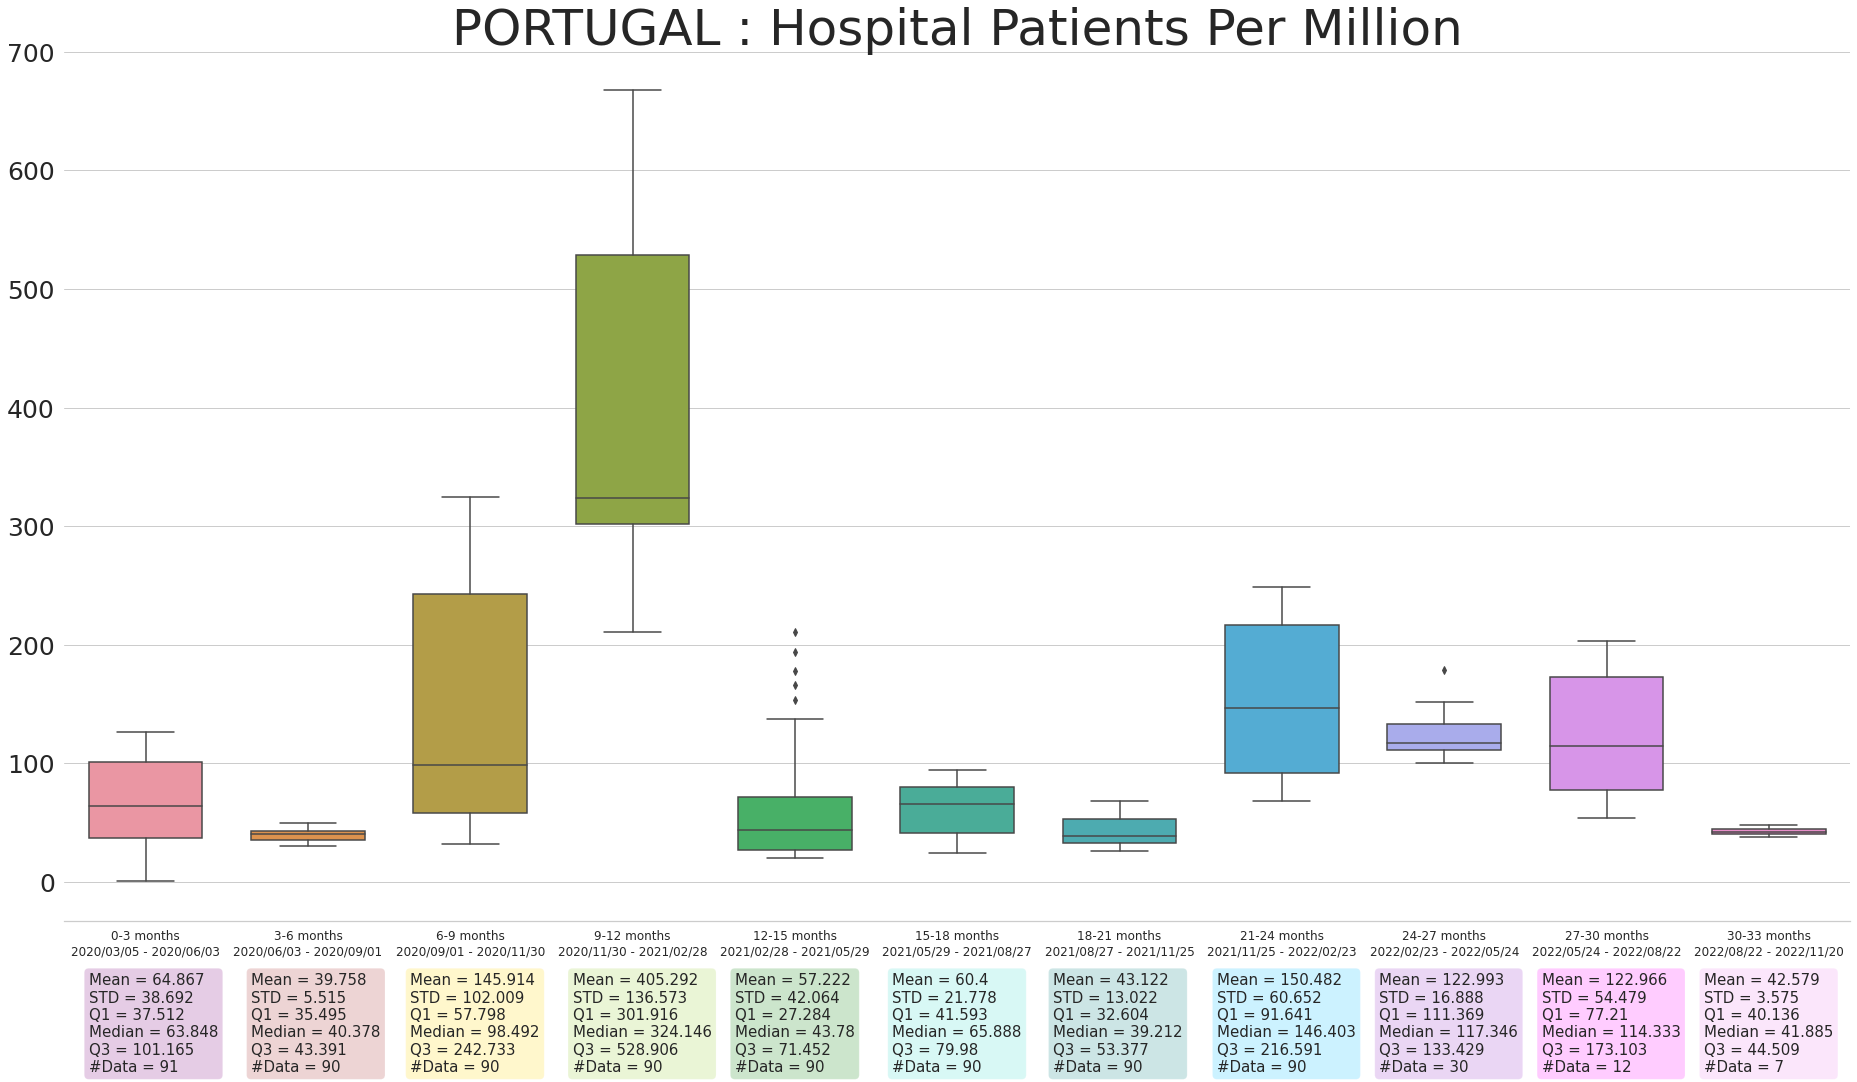 PORTUGAL : Hospital Patients Per Million
700
600
500
400
300
200
100
0
0-3 months
2020/03/05 - 2020/06/03
3-6 months
2020/06/03 - 2020/09/01
6-9 months
2020/09/01 - 2020/11/30
9-12 months
2020/11/30 - 2021/02/28
12-15 months
2021/02/28 - 2021/05/29
15-18 months
2021/05/29 - 2021/08/27
18-21 months
2021/08/27 - 2021/11/25
21-24 months
2021/11/25 - 2022/02/23
24-27 months
2022/02/23 - 2022/05/24
27-30 months
2022/05/24 - 2022/08/22
30-33 months
2022/08/22 - 2022/11/20
Mean = 64.867
STD = 38.692
Q1 = 37.512
Median = 63.848
Q3 = 101.165
#Data = 91
Mean = 39.758
STD = 5.515
Q1 = 35.495
Median = 40.378
Q3 = 43.391
#Data = 90
Mean = 145.914
STD = 102.009
Q1 = 57.798
Median = 98.492
Q3 = 242.733
#Data = 90
Mean = 405.292
STD = 136.573
Q1 = 301.916
Median = 324.146
Q3 = 528.906
#Data = 90
Mean = 57.222
STD = 42.064
Q1 = 27.284
Median = 43.78
Q3 = 71.452
#Data = 90
Mean = 60.4
STD = 21.778
Q1 = 41.593
Median = 65.888
Q3 = 79.98
#Data = 90
Mean = 43.122
STD = 13.022
Q1 = 32.604
Median = 39.212
Q3 = 53.377
#Data = 90
Mean = 150.482
STD = 60.652
Q1 = 91.641
Median = 146.403
Q3 = 216.591
#Data = 90
Mean = 122.993
STD = 16.888
Q1 = 111.369
Median = 117.346
Q3 = 133.429
#Data = 30
Mean = 122.966
STD = 54.479
Q1 = 77.21
Median = 114.333
Q3 = 173.103
#Data = 12
Mean = 42.579
STD = 3.575
Q1 = 40.136
Median = 41.885
Q3 = 44.509
#Data = 7